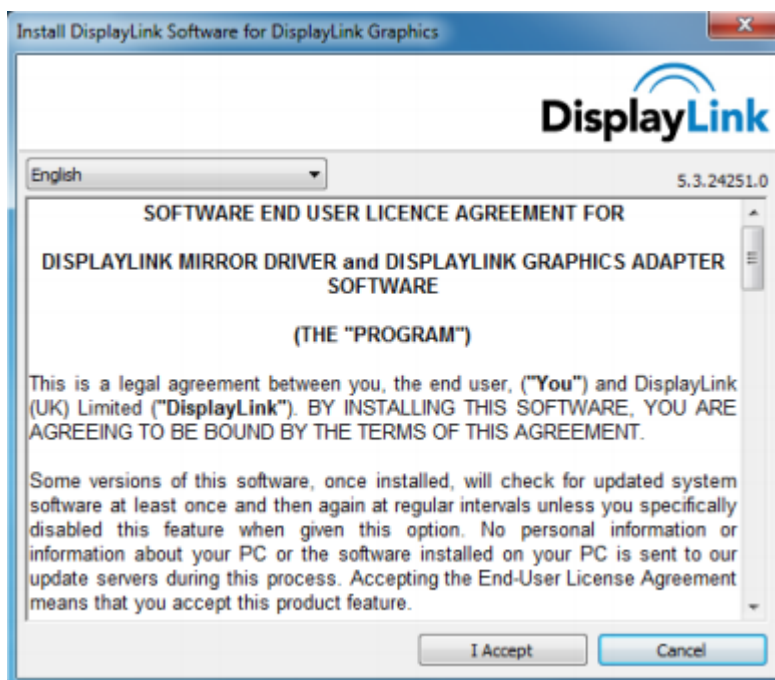 Install DisplayLink Software for DisplayLink Graphics
DisplayLink
English
5.3.24251.0
SOFTWARE END USER LICENCE AGREEMENT FOR
DISPLAYLINK MIRROR DRIVER and DISPLAYLINK GRAPHICS ADAPTER
SOFTWARE
(THE "PROGRAM")
This is a legal agreement between you, the end user, ("You") and DisplayLink
(UK) Limited ("DisplayLink"). BY INSTALLING THIS SOFTWARE, YOU ARE
AGREEING TO BE BOUND BY THE TERMS OF THIS AGREEMENT.
Some versions of this software, once installed, will check for updated system
software at least once and then again at regular intervals unless you specifically
disabled this feature when given this option. No personal information or
information about your PC or the software installed on your PC is sent to our
update servers during this process. Accepting the End-User License Agreement
means that you accept this product feature.
I Accept
Cancel